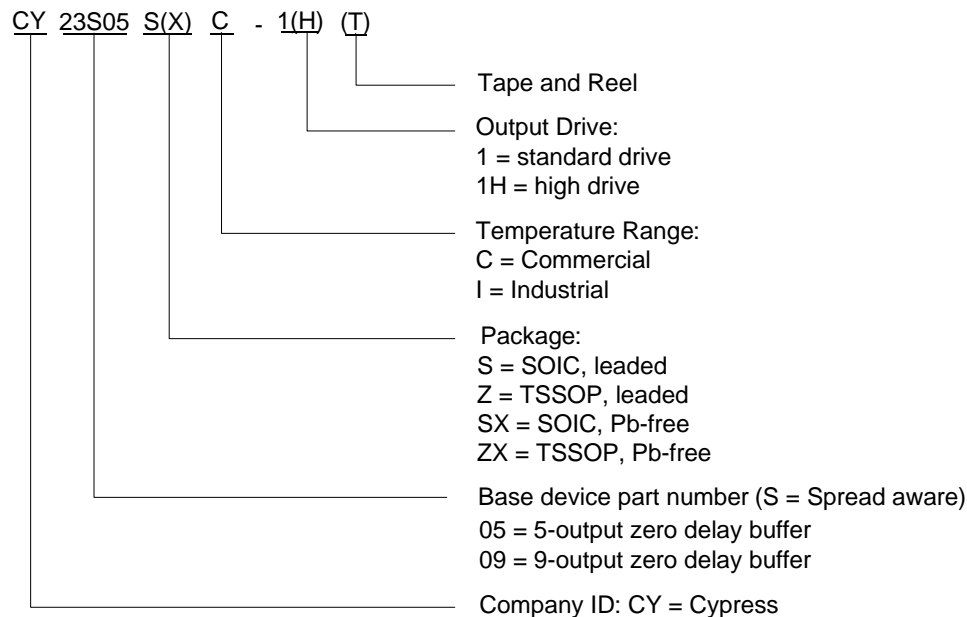 CY 23S05 S(X) C - 1(H) (T)
Tape and Reel
Output Drive:
1 = standard drive
1H = high drive
Temperature Range:
C = Commercial
I = Industrial
Package:
S = SOIC, leaded
Z = TSSOP, leaded
SX = SOIC, Pb-free
ZX = TSSOP, Pb-free
Base device part number (S = Spread aware)
05 = 5-output zero delay buffer
09 = 9-output zero delay buffer
Company ID: CY = Cypress